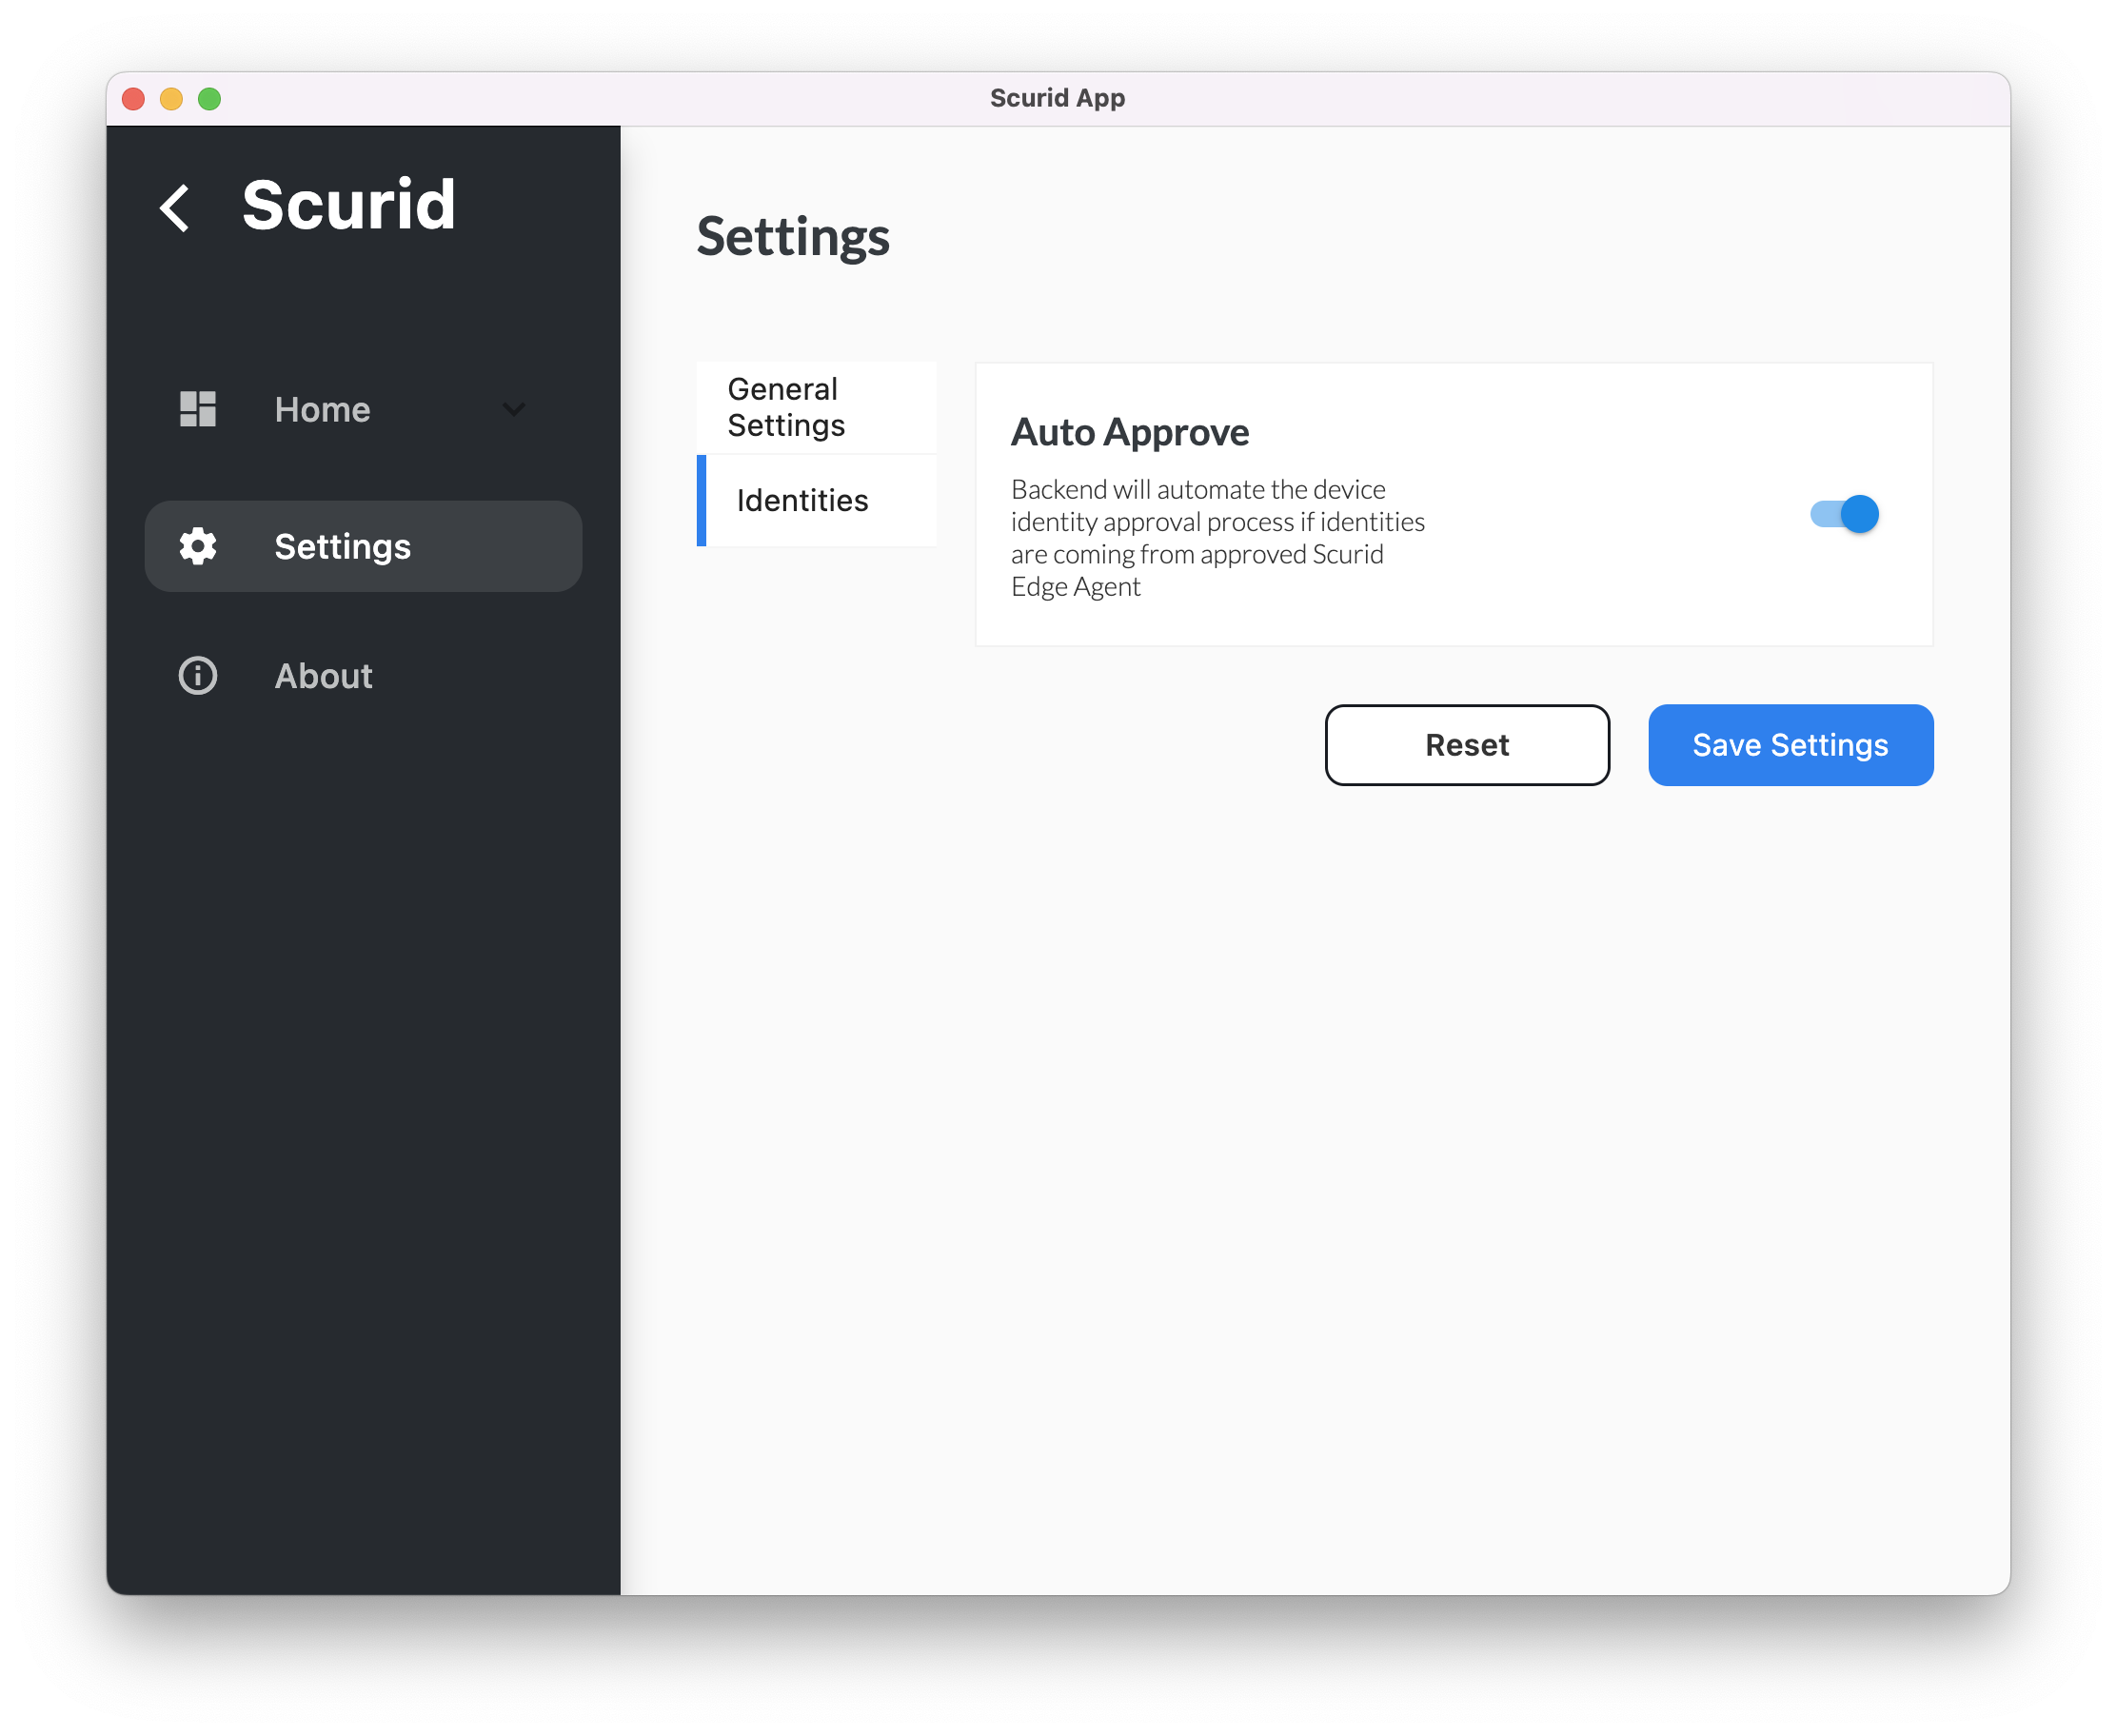 Scurid App
Scurid
Home
Settings
About
Settings
General
Settings
Identities
Auto Approve
Backend will automate the device
identity approval process if identities
are coming from approved Scurid
Edge Agent
Reset
Save Settings